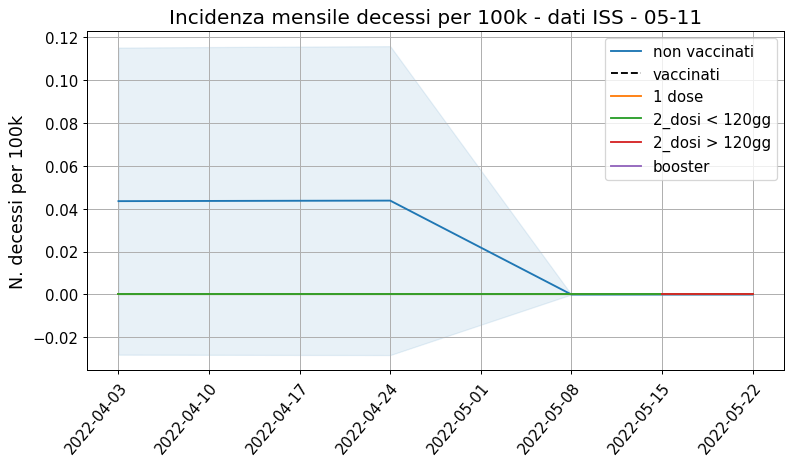 Incidenza mensile decessi per 100k - dati ISS - 05-11
N. decessi per 100k
0.12
0.10
0.08
0.06
0.04
0.02
0.00
−0.02
non vaccinati
vaccinati
1 dose
2_dosi < 120gg
2_dosi > 120gg
booster
2022-04-03
2022-04-10
2022-04-17
2022-04-24
2022-05-01
2022-05-08
2022-05-15
2022-05-22